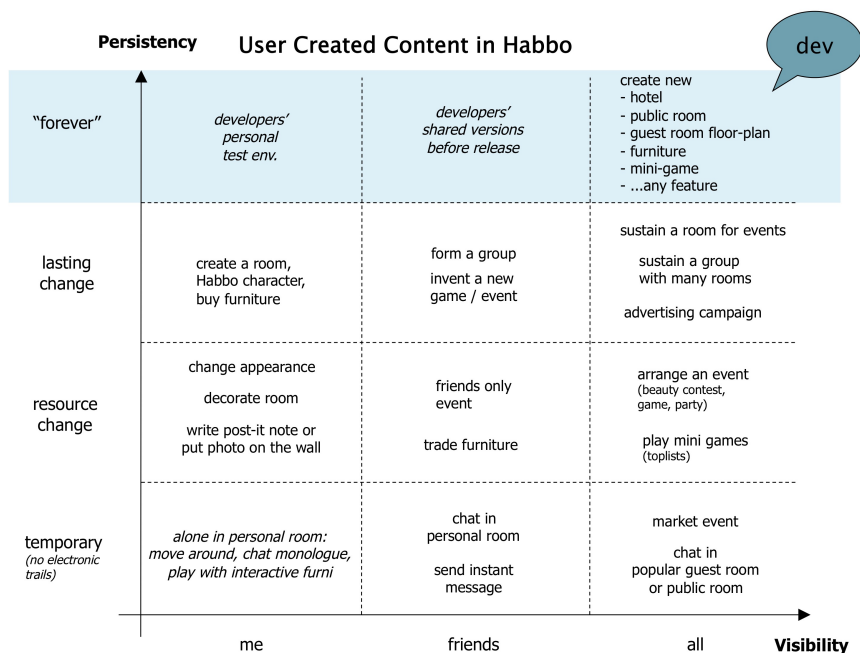 Persistency
User Created Content in Habbo
dev
“forever”
developers’
personal
test env.
developers’
shared versions
before release
create new
- hotel
- public room
- guest room floor-plan
- furniture
- mini-game
- ...any feature
lasting
change
create a room,
Habbo character,
buy furniture
form a group
invent a new
game / event
sustain a room for events
sustain a group
with many rooms
advertising campaign
resource
change
change appearance
decorate room
write post-it note or
put photo on the wall
friends only
event
trade furniture
arrange an event
(beauty contest,
game, party)
play mini games
(toplists)
temporary
(no electronic
trails)
alone in personal room:
move around, chat monologue,
play with interactive furni
chat in
personal room
send instant
message
market event
chat in
popular guest room
or public room
me
friends
all
Visibility